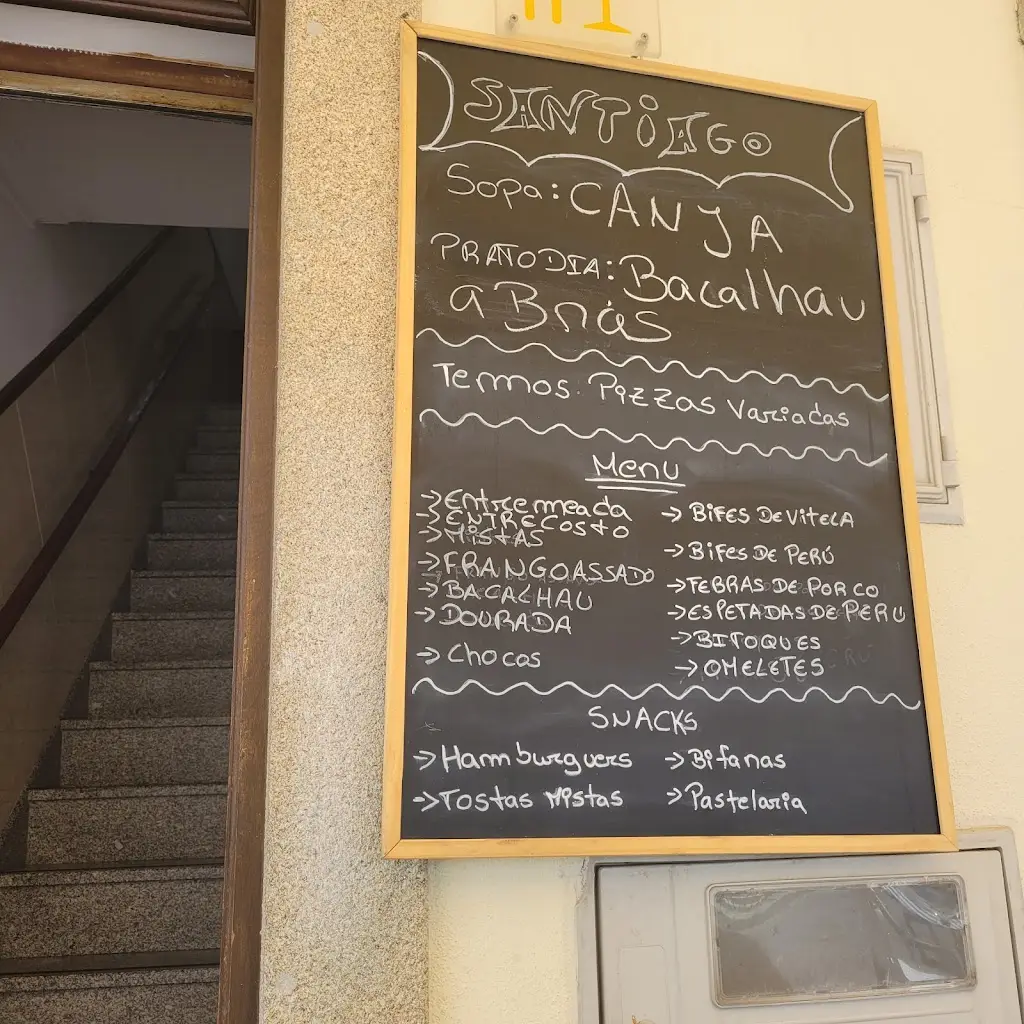 SANTIAGO
Sopa: CANJA
PRATO DIA: Bacalhau
a Brás
Temos Pizzas Variadas
Menu
→ Entremeada
→ ENTRECOSTO
→ MISTAS
→ FRANGO ASSADO
→ BACALHAU
→ DOURADA
→ Chocos
→ BIFES DE VITELA
→ BIFES DE PERÚ
→ FEBRAS DE PORCO
→ ESPETADAS DE PERU
→ BITOQUES
→ OMELETES
SNACKS
→ Hamburguers
→ Tostas Mistas
→ Bifanas
→ Pastelaria